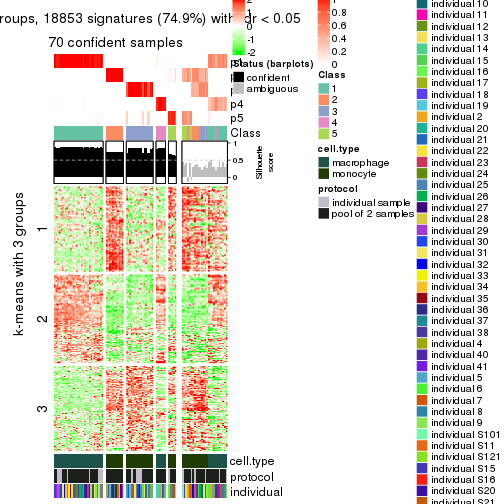 roups, 18853 signatures (74.9%) with fdr < 0.05
70 confident samples
p4
p5
Class
1
0.5
0
Silhouette
score
k-means with 3 groups
1
2
3
cell.type
protocol
individual
2
1
0
-1
-2
Status (barplots)
confident
ambiguous
0.8
0.6
0.4
0.2
0
Class
1
2
3
4
5
cell.type
macrophage
monocyte
protocol
individual sample
pool of 2 samples
individual 10
individual 11
individual 12
individual 13
individual 14
individual 15
individual 16
individual 17
individual 18
individual 19
individual 2
individual 20
individual 21
individual 22
individual 23
individual 24
individual 25
individual 26
individual 27
individual 28
individual 29
individual 30
individual 31
individual 32
individual 33
individual 34
individual 35
individual 36
individual 37
individual 38
individual 4
individual 40
individual 41
individual 5
individual 6
individual 7
individual 8
individual 9
individual S101
individual S11
individual S121
individual S15
individual S16
individual S20
individual S21